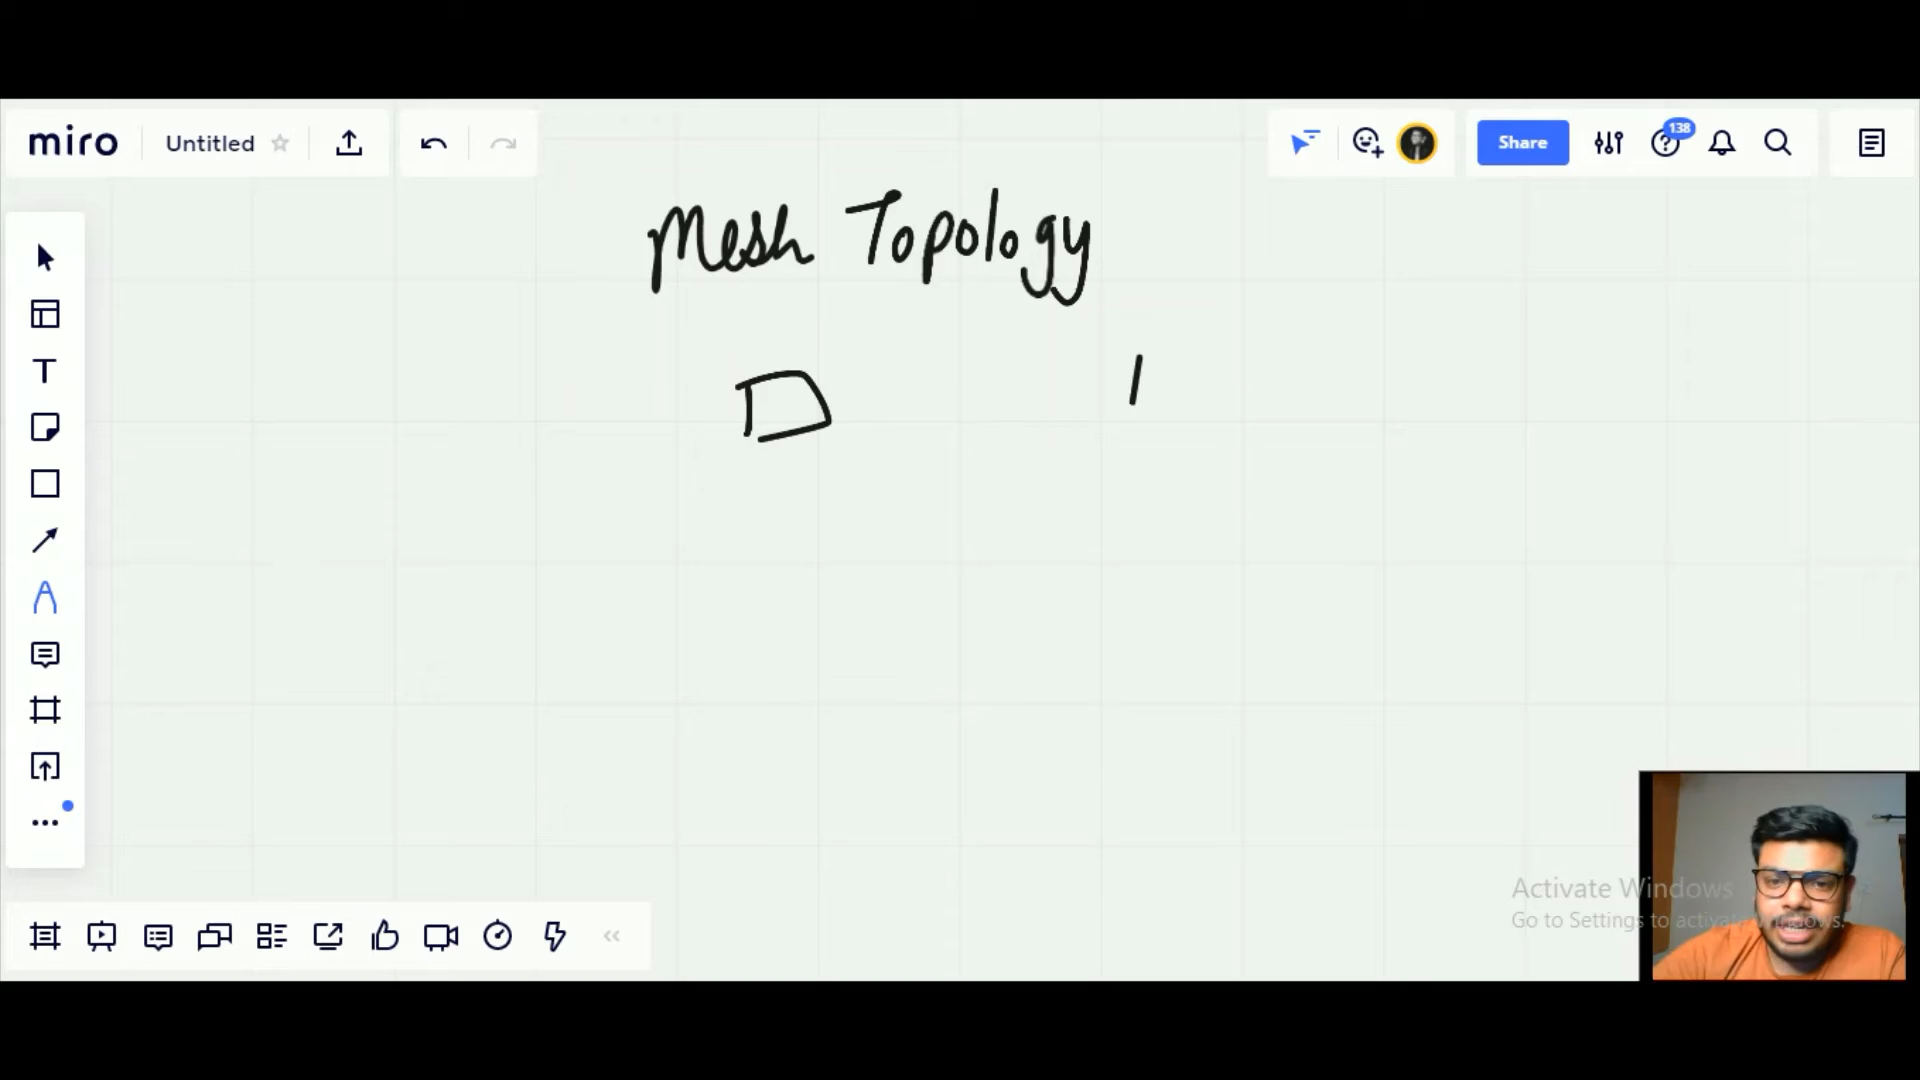 miro Untitled Share 138
Mesh Topology
T
Activate Windows
Go to Settings to activate Windows.